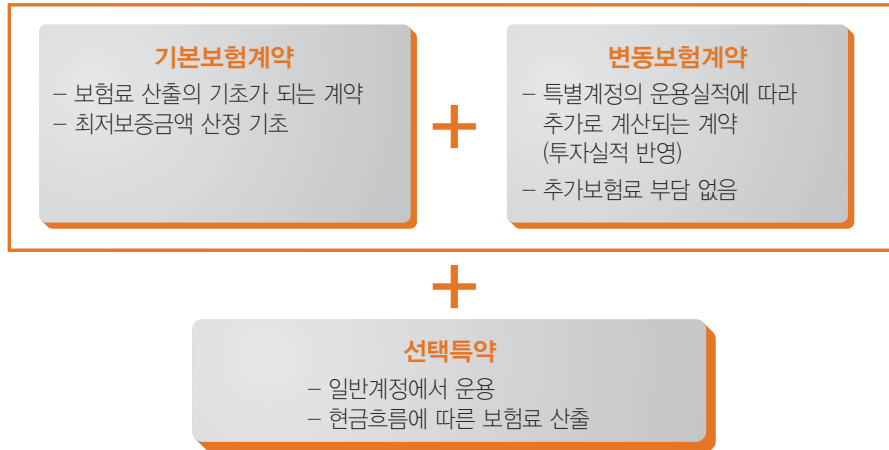 기본보험계약
– 보험료 산출의 기초가 되는 계약
– 최저보증금액 산정 기초
+
변동보험계약
– 특별계정의 운용실적에 따라
추가로 계산되는 계약
(투자실적 반영)
– 추가보험료 부담 없음
+
선택특약
– 일반계정에서 운용
– 현금흐름에 따른 보험료 산출